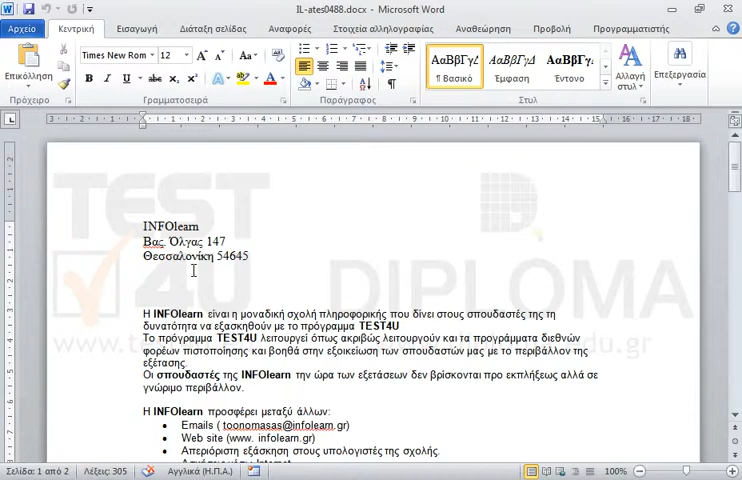 IL-ates0488.docx - Microsoft Word
Αρχείο Κεντρική Εισαγωγή Διάταξη σελίδας Αναφορές Στοιχεία αλληλογραφίας Αναθεώρηση Προβολή Προγραμματιστής
Times New Rom 12
Επικόλληση
ΑαΒβΓγΔ ΑαΒβΓγΔ ΑαΒβΓγΔ
¶ Βασικό Έμφαση Έντονο
Αλλαγή στυλ
Επεξεργασία
Πρόχειρο Γραμματοσειρά Παράγραφος Στυλ
TEST
4U
DIPLOMA
edu.gr
INFOlearn
Βας. Όλγας 147
Θεσσαλονίκη 54645
Η INFOlearn είναι η μοναδική σχολή πληροφορικής που δίνει στους σπουδαστές της τη
δυνατότητα να εξασκηθούν με το πρόγραμμα TEST4U
Το πρόγραμμα TEST4U λειτουργεί όπως ακριβώς λειτουργούν και τα προγράμματα διεθνών
φορέων πιστοποίησης και βοηθά στην εξοικείωση των σπουδαστών μας με το περιβάλλον της
εξέτασης.
Οι σπουδαστές της INFOlearn την ώρα των εξετάσεων δεν βρίσκονται προ εκπλήξεως αλλά σε
γνώριμο περιβάλλον.
Η INFOlearn προσφέρει μεταξύ άλλων:
• Emails ( toonomasas@infolearn.gr)
• Web site (www. infolearn.gr)
• Απεριόριστη εξάσκηση στους υπολογιστές της σχολής.
Σελίδα: 1 από 2 Λέξεις: 305 Αγγλικά (Η.Π.Α.) 100%